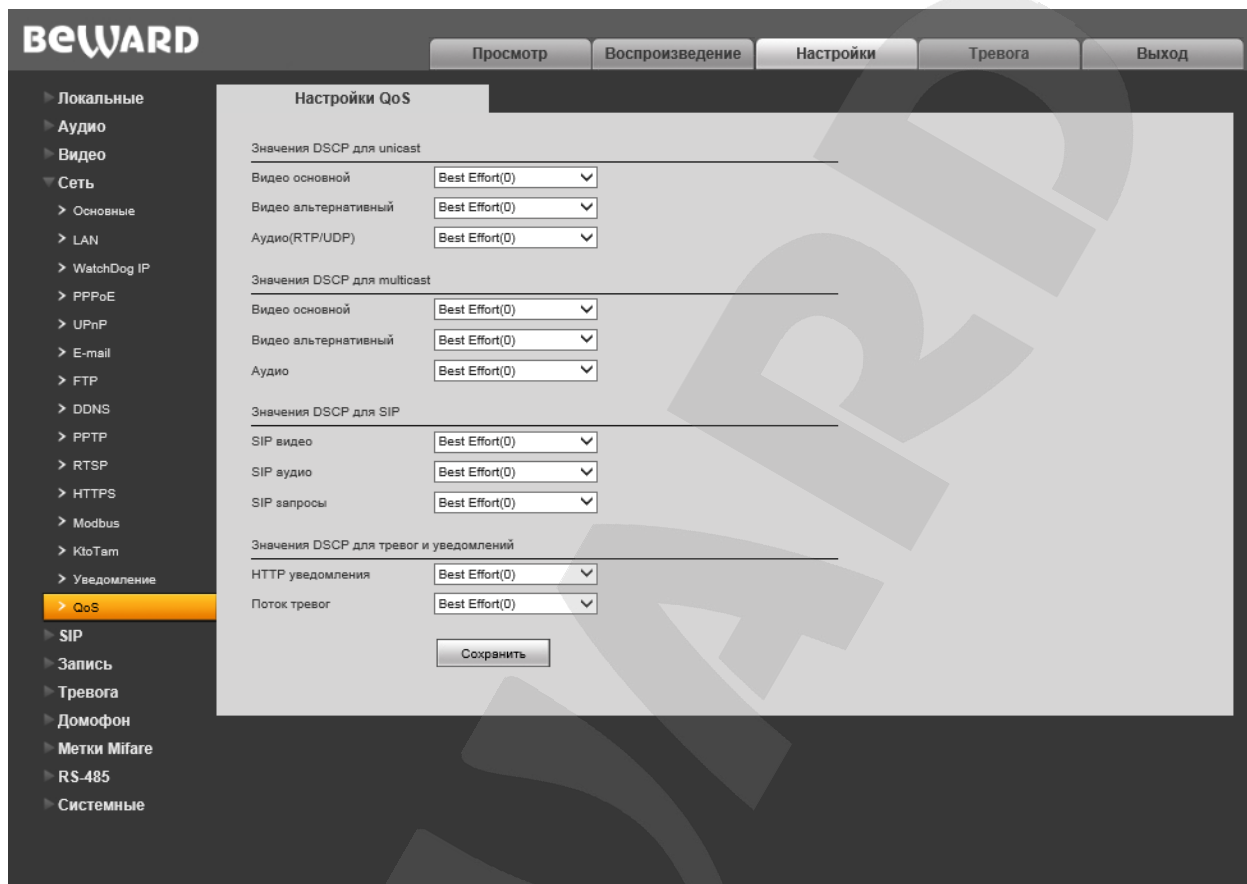 BEWARD
Просмотр
Воспроизведение
Настройки
Тревога
Выход
Локальные
Аудио
Видео
Сеть
Основные
LAN
WatchDog IP
PPPoE
UPnP
E-mail
FTP
DDNS
PPTP
RTSP
HTTPS
Modbus
KtoTam
Уведомление
QoS
SIP
Запись
Тревога
Домофон
Метки Mifare
RS-485
Системные
Настройки QoS
Значения DSCP для unicast
Видео основной Best Effort(0)
Видео альтернативный Best Effort(0)
Аудио(RTP/UDP) Best Effort(0)
Значения DSCP для multicast
Видео основной Best Effort(0)
Видео альтернативный Best Effort(0)
Аудио Best Effort(0)
Значения DSCP для SIP
SIP видео Best Effort(0)
SIP аудио Best Effort(0)
SIP запросы Best Effort(0)
Значения DSCP для тревог и уведомлений
HTTP уведомления Best Effort(0)
Поток тревог Best Effort(0)
Сохранить